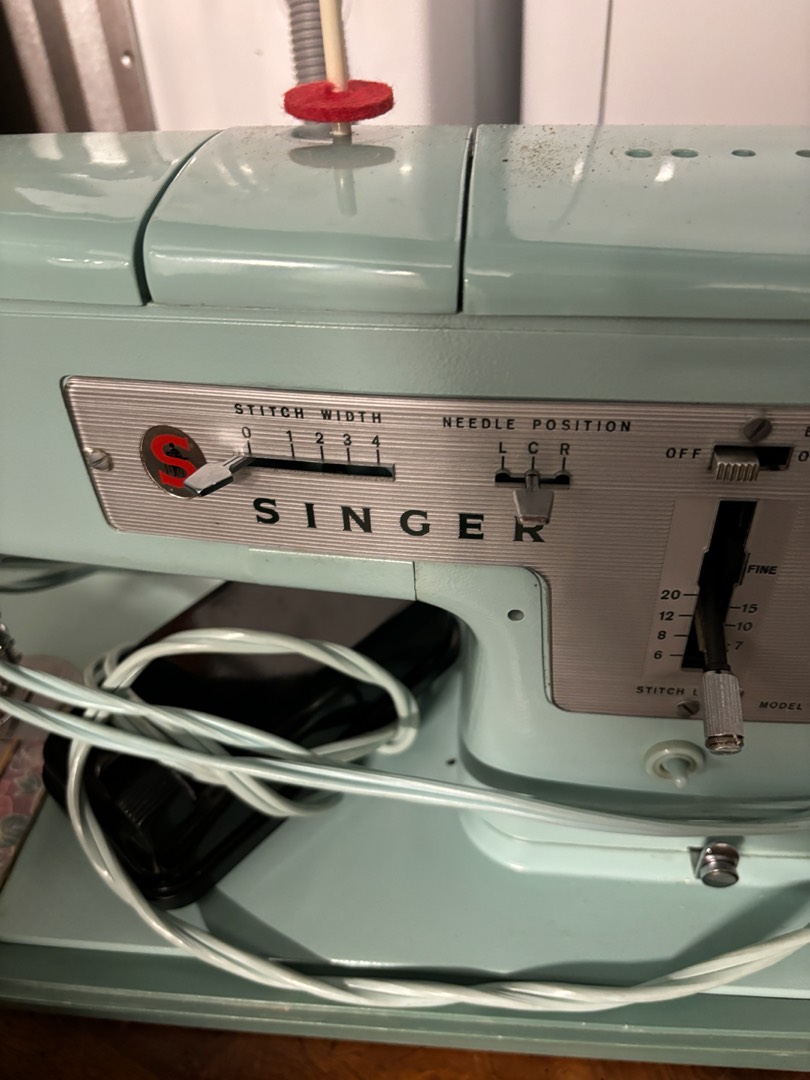 STITCH WIDTH
0 1 2 3 4
S
SINGER
NEEDLE POSITION
L C R
OFF
FINE
20 15
12 10
8 7
6
STITCH
MODEL